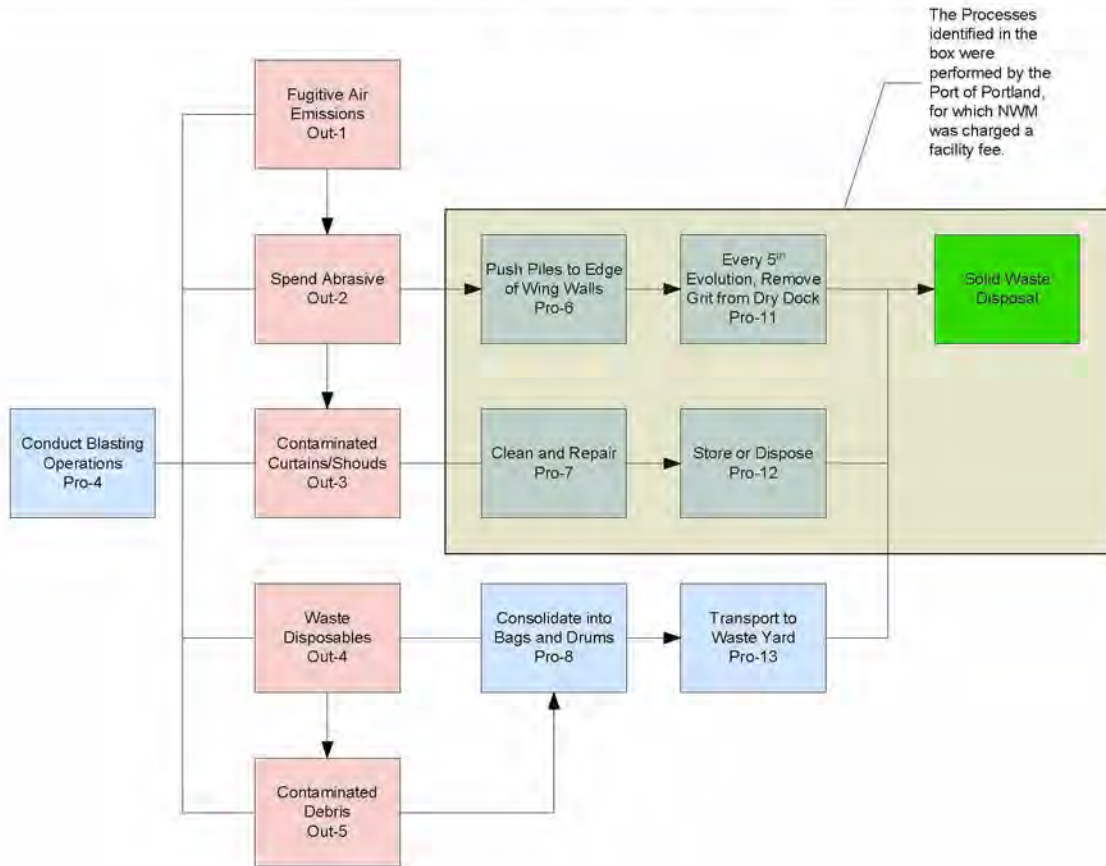 The Processes
identified in the
box were
performed by the
Port of Portland,
for which NWM
was charged a
facility fee.
Fugitive Air
Emissions
Out-1
Spend Abrasive
Out-2
Push Piles to Edge
of Wing Walls
Pro-6
Every 5th
Evolution, Remove
Grit from Dry Dock
Pro-11
Solid Waste
Disposal
Conduct Blasting
Operations
Pro-4
Contaminated
Curtains/Shouds
Out-3
Clean and Repair
Pro-7
Store or Dispose
Pro-12
Waste
Disposables
Out-4
Consolidate into
Bags and Drums
Pro-8
Transport to
Waste Yard
Pro-13
Contaminated
Debris
Out-5